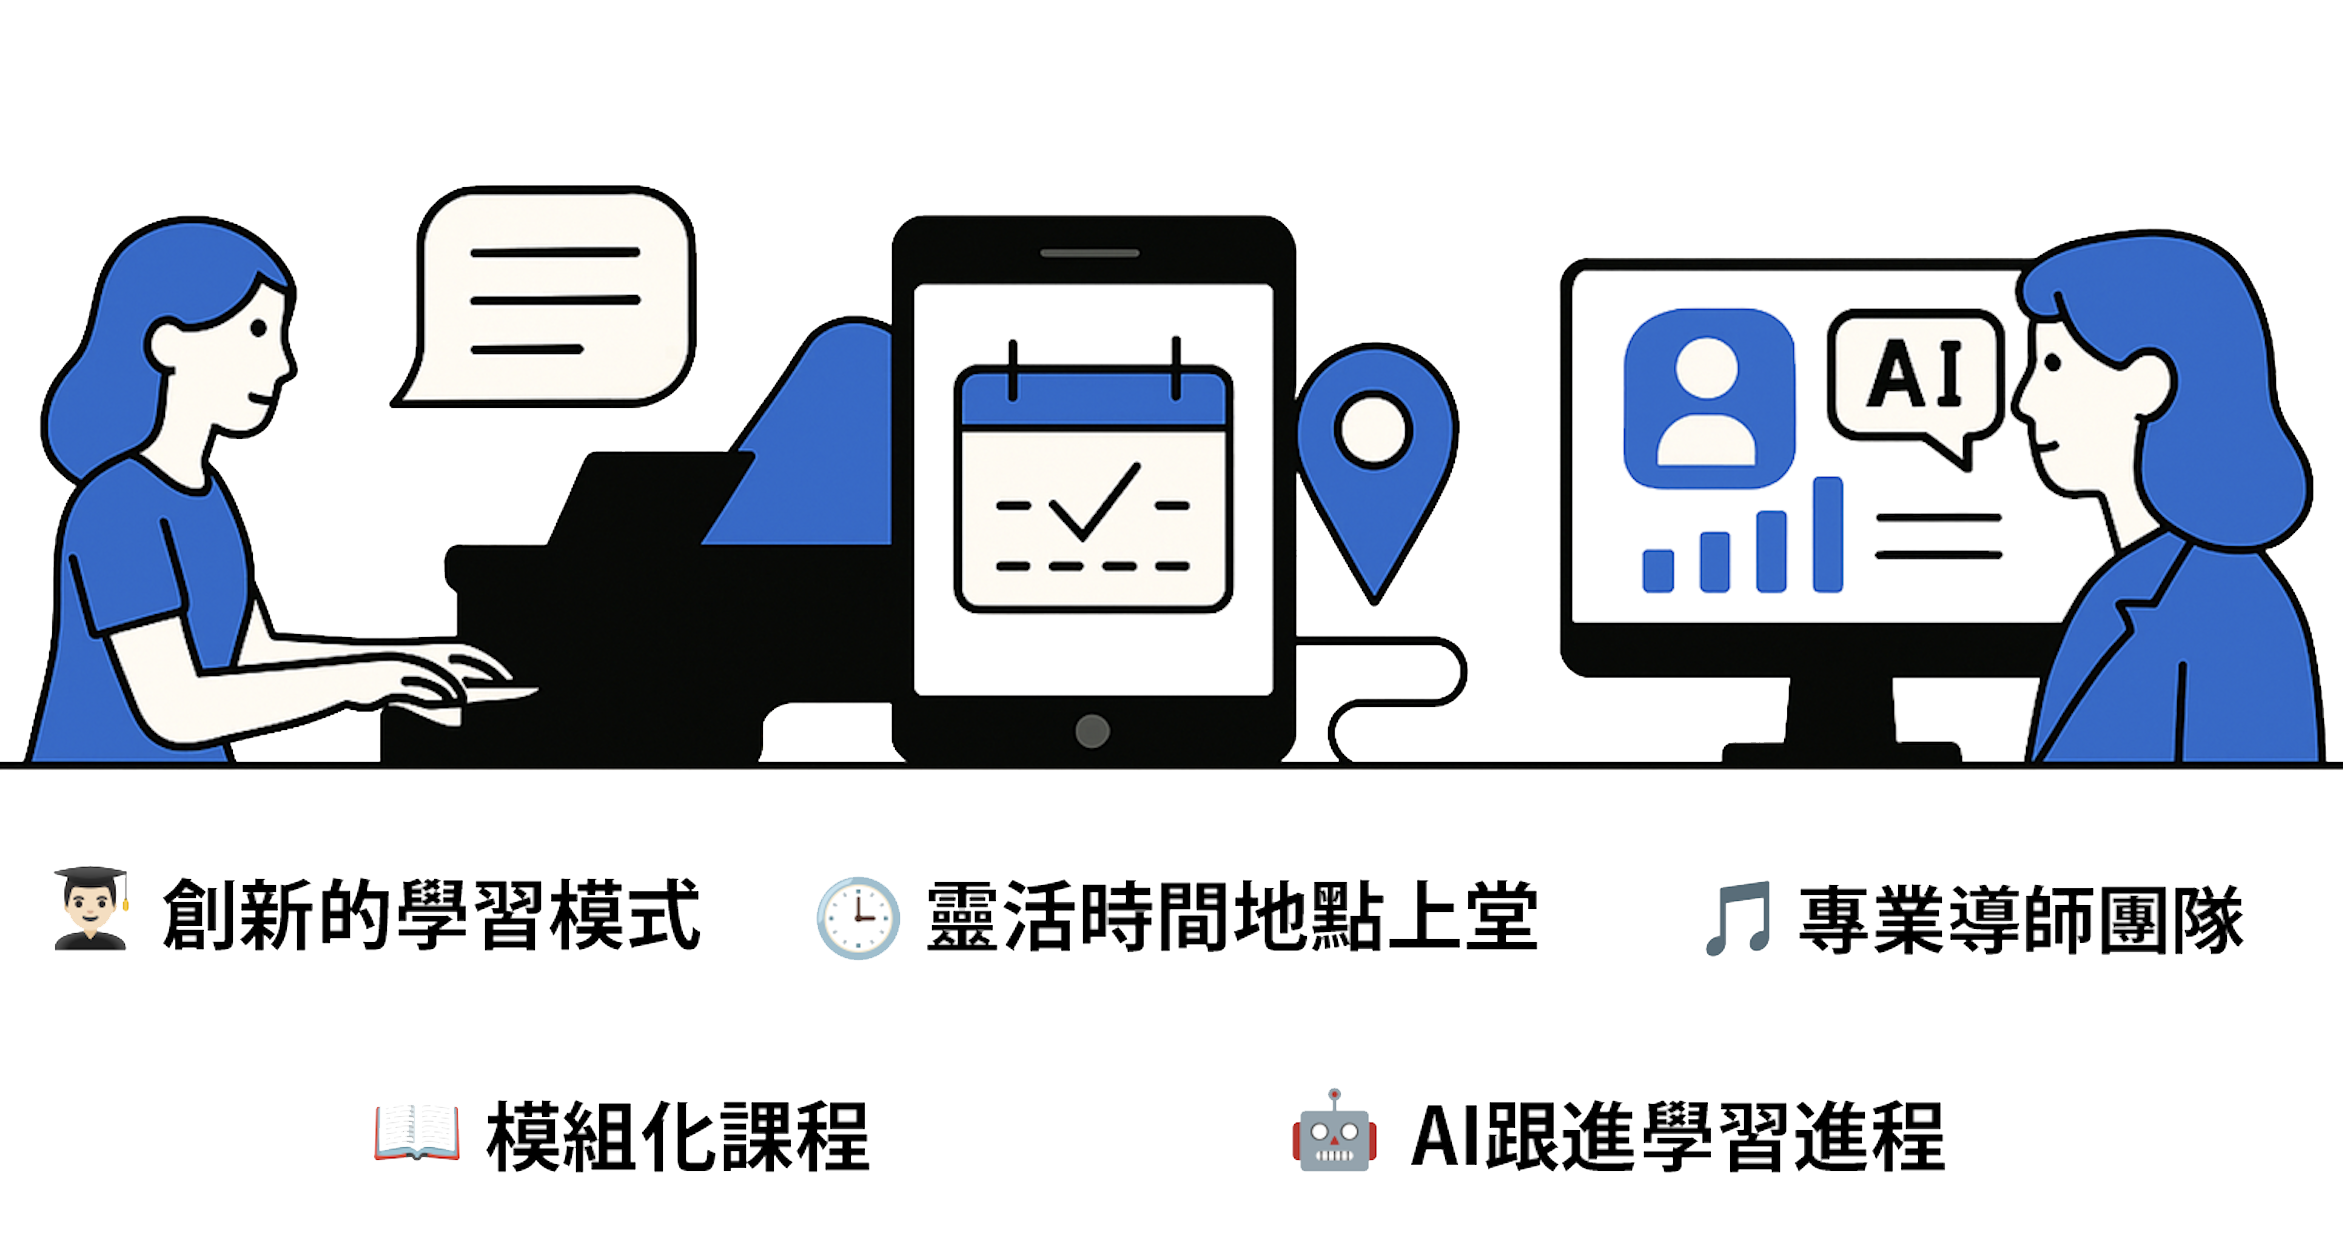 AI
創新的學習模式
靈活時間地點上堂
專業導師團隊
模組化課程
AI跟進學習進程